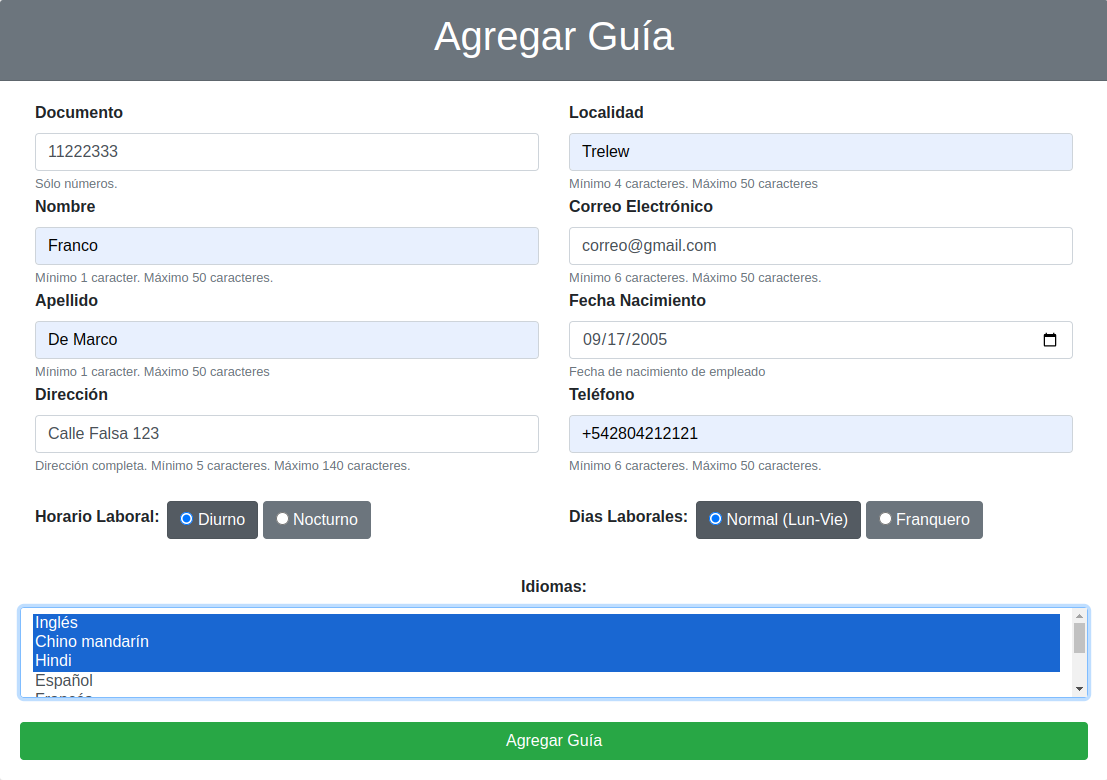 Agregar Guía
Documento
11222333
Sólo números.
Nombre
Franco
Mínimo 1 caracter. Máximo 50 caracteres.
Apellido
De Marco
Mínimo 1 caracter. Máximo 50 caracteres
Dirección
Calle Falsa 123
Dirección completa. Mínimo 5 caracteres. Máximo 140 caracteres.
Localidad
Trelew
Mínimo 4 caracteres. Máximo 50 caracteres
Correo Electrónico
correo@gmail.com
Mínimo 6 caracteres. Máximo 50 caracteres.
Fecha Nacimiento
09/17/2005
Fecha de nacimiento de empleado
Teléfono
+542804212121
Mínimo 6 caracteres. Máximo 50 caracteres.
Horario Laboral: Diurno Nocturno
Dias Laborales: Normal (Lun-Vie) Franquero
Idiomas:
Inglés
Chino mandarín
Hindi
Español
Francés
Agregar Guía